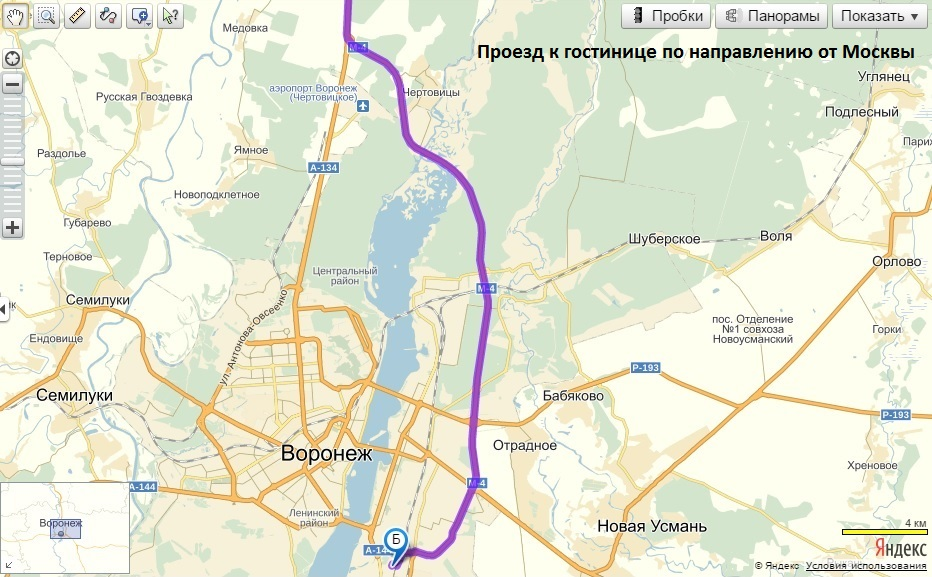 Пробки
Панорамы
Показать
Проезд к гостинице по направлению от Москвы
Медовка
М-4
Углянец
аэропорт Воронеж
(Чертовицкое)
Чертовицы
Русская Гвоздевка
Подлесный
Раздолье
Ямное
А-134
Новоподклетное
Губарево
Шуберское
Воля
Терновое
Орлово
Центральный
район
М-4
Семилуки
ул. Антонова-Овсеенко
пос. Отделение
№1 совхоза
Новоусманский
Горки
Ендовище
Р-193
Семилуки
Бабяково
Р-193
Отрадное
Воронеж
Хреновое
М-4
А-144
Ленинский
район
Воронеж
Новая Усмань
4 км
Б
А-144
Яндекс
© Яндекс Условия использования